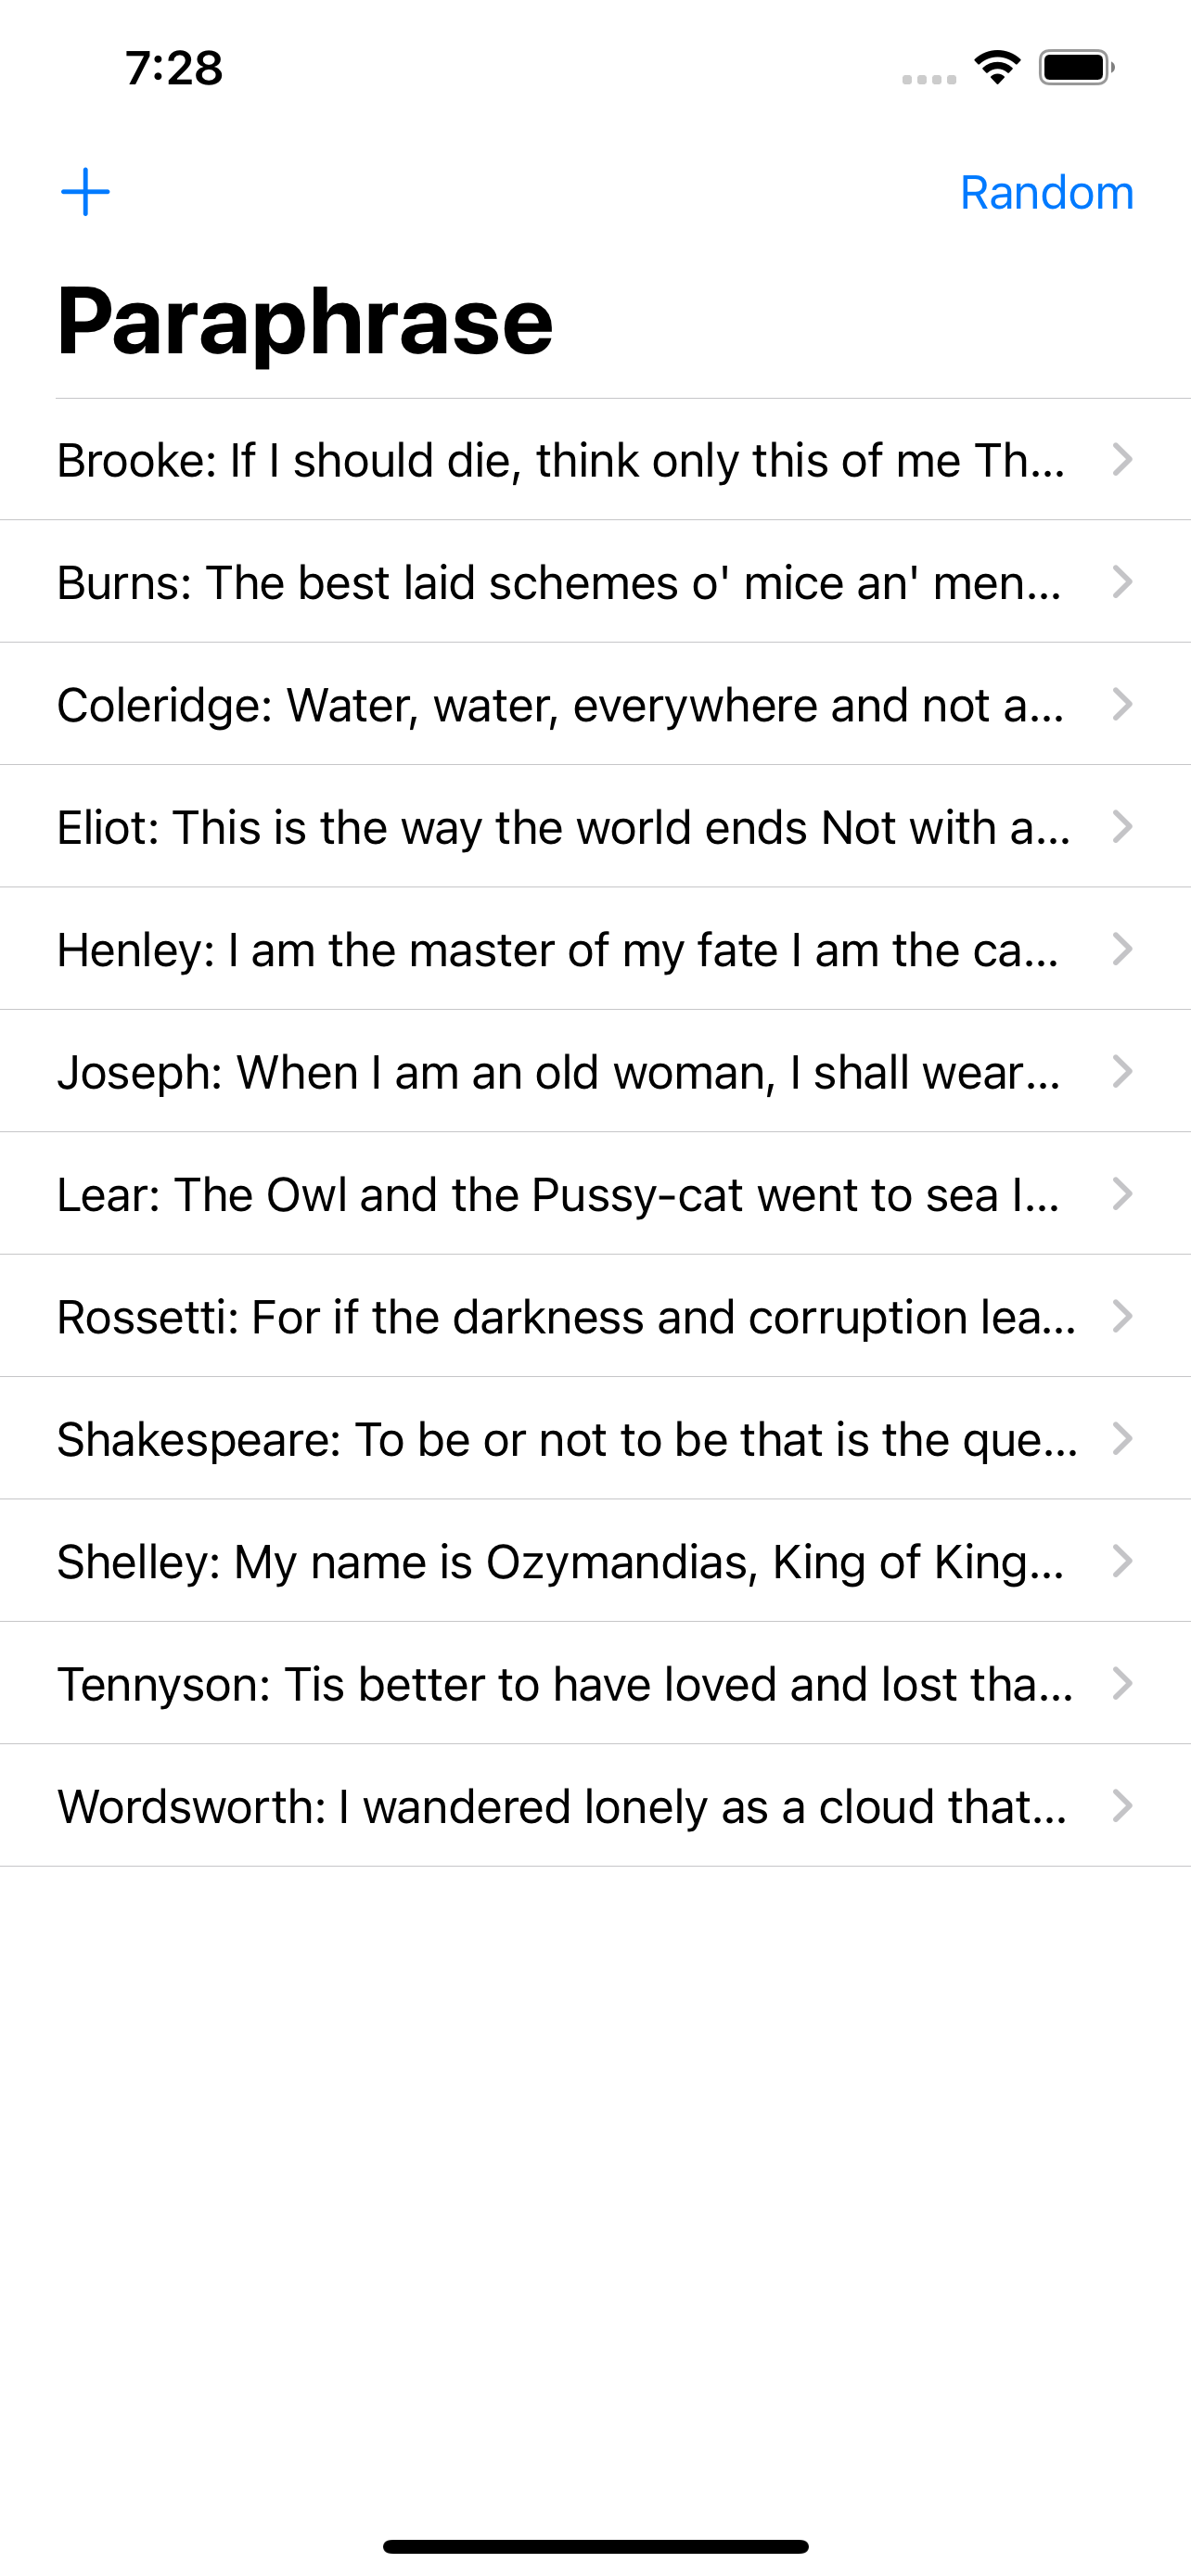 7:28
Random
Paraphrase
Brooke: If I should die, think only this of me Th...
Burns: The best laid schemes o' mice an' men...
Coleridge: Water, water, everywhere and not a...
Eliot: This is the way the world ends Not with a...
Henley: I am the master of my fate I am the ca...
Joseph: When I am an old woman, I shall wear...
Lear: The Owl and the Pussy-cat went to sea I...
Rossetti: For if the darkness and corruption lea...
Shakespeare: To be or not to be that is the que...
Shelley: My name is Ozymandias, King of King...
Tennyson: Tis better to have loved and lost tha...
Wordsworth: I wandered lonely as a cloud that...